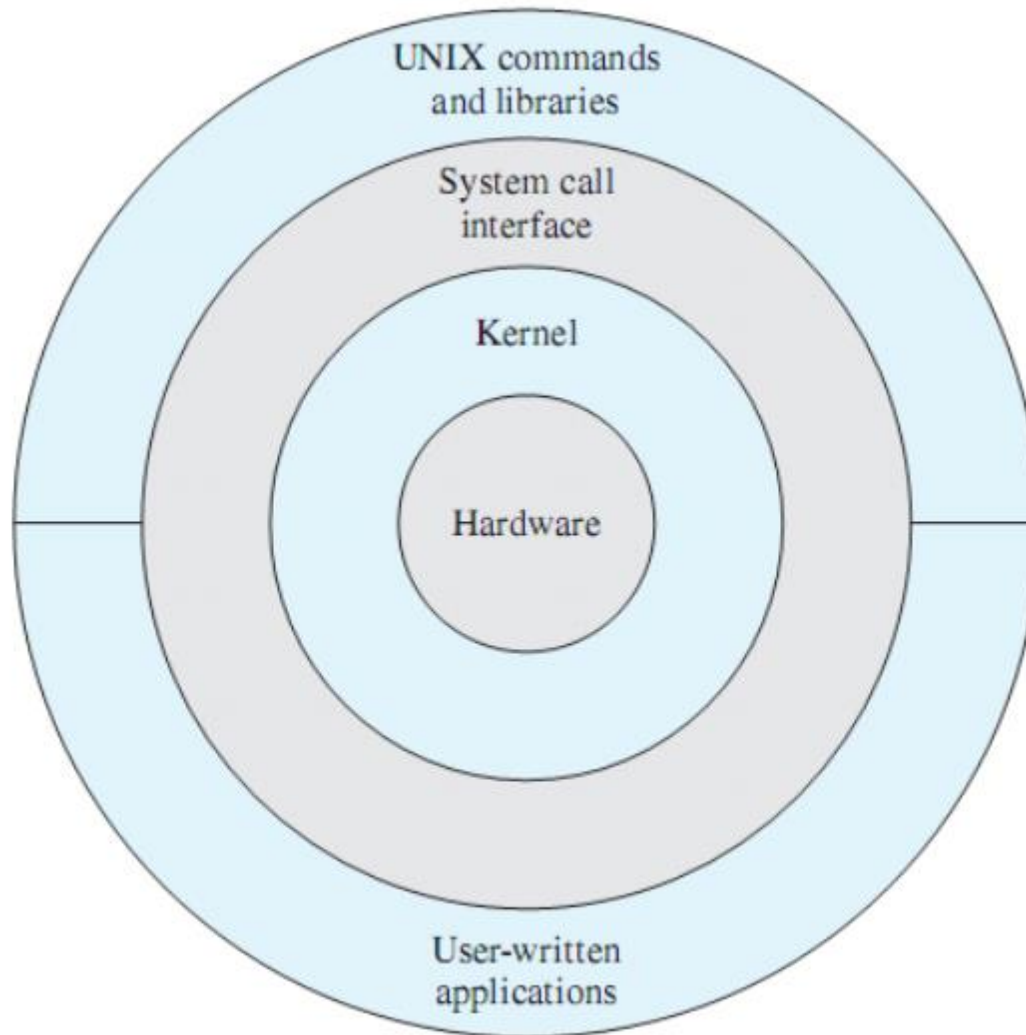 UNIX commands
and libraries
System call
interface
Kernel
Hardware
User-written
applications